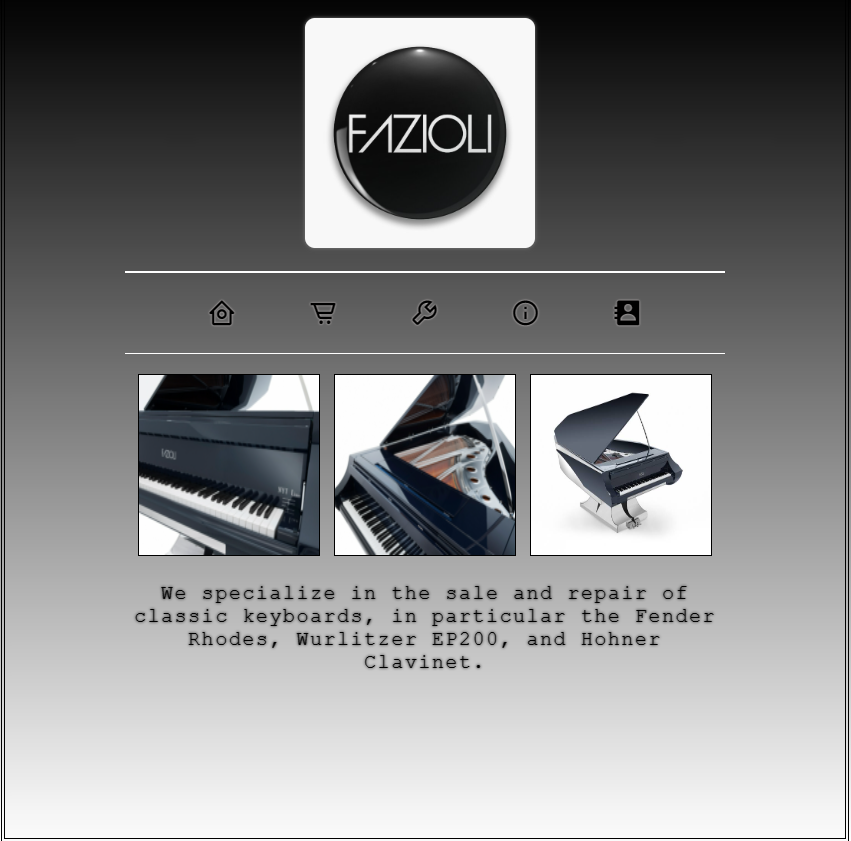 FAZIOLI
FAZIOLI
We specialize in the sale and repair of
classic keyboards, in particular the Fender
Rhodes, Wurlitzer EP200, and Hohner
Clavinet.